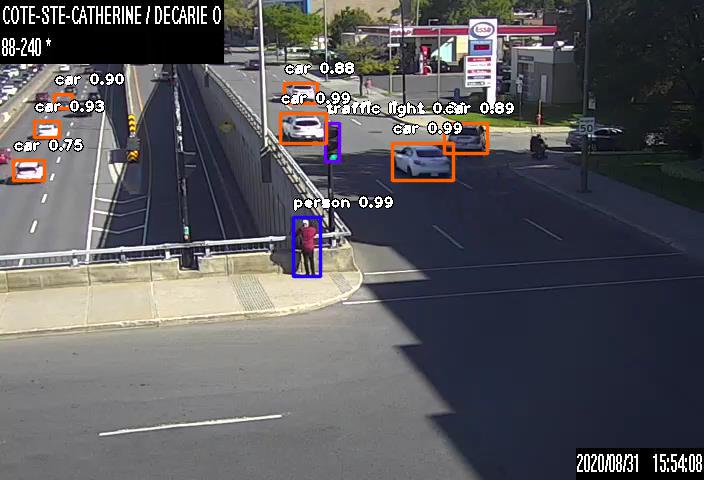 COTE-STE-CATHERINE / DECARIE O
88-240 *
car 0.90
car 0.88
car 0.93
car 0.99
traffic light 0.
car 0.89
car 0.99
car 0.75
person 0.99
Esso
50
2020/08/31 15:54:08